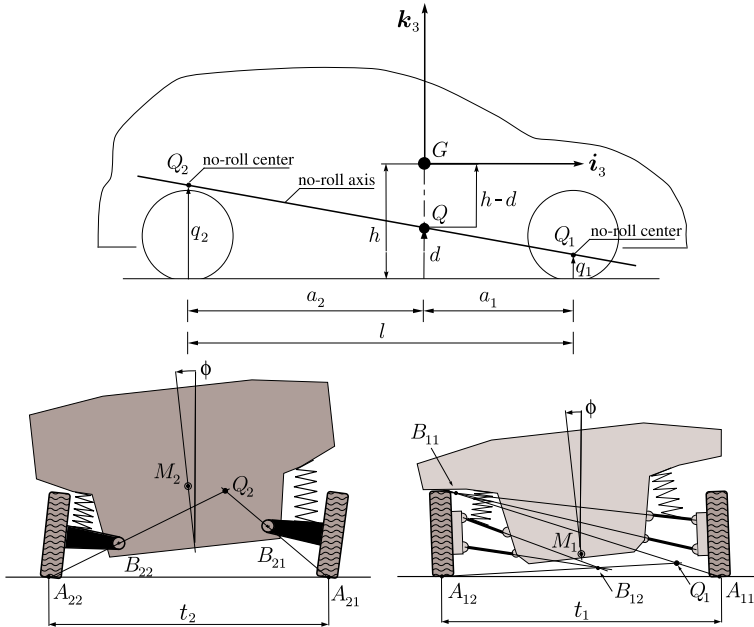 k₃
G
i₃
Q₂
no-roll center
no-roll axis
Q
h-d
Q₁
no-roll center
q₂
h
d
q₁
a₂
a₁
l
ϕ
M₂
Q₂
B₂₂
B₂₁
A₂₂
A₂₁
t₂
ϕ
B₁₁
M₁
A₁₂
B₁₂
Q₁
A₁₁
t₁